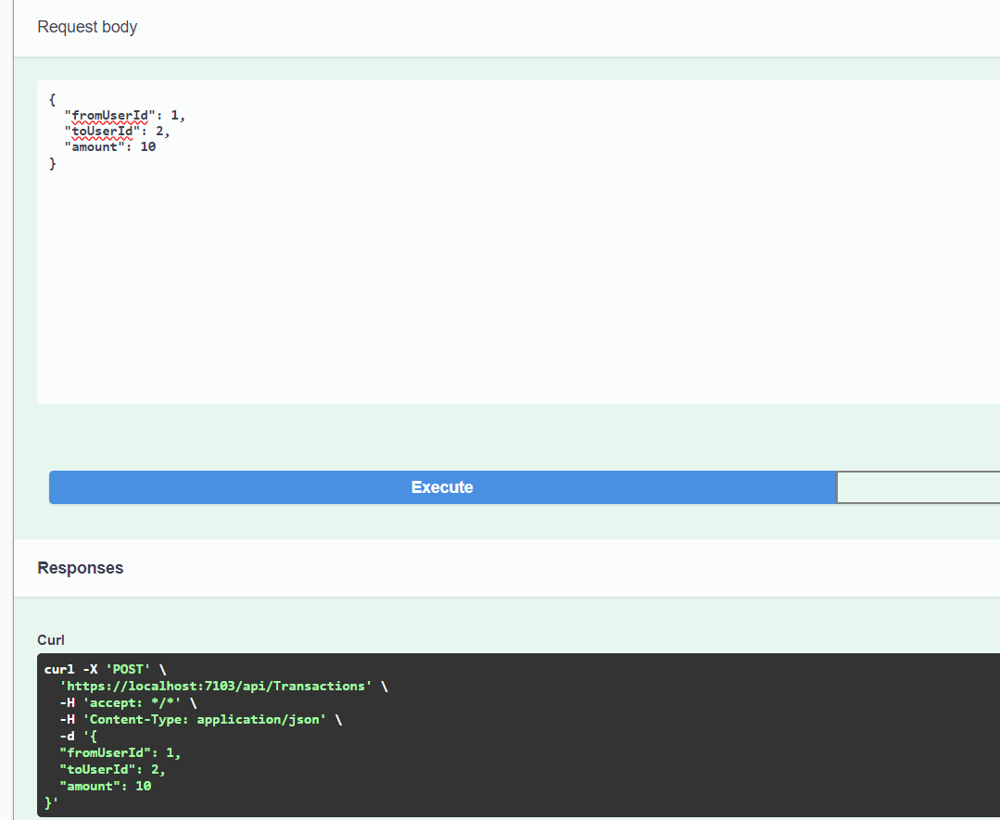 Request body
{
  "fromUserId": 1,
  "toUserId": 2,
  "amount": 10
}
Execute
Responses
Curl
curl -X 'POST' \
  'https://localhost:7103/api/Transactions' \
  -H 'accept: */*' \
  -H 'Content-Type: application/json' \
  -d '{
  "fromUserId": 1,
  "toUserId": 2,
  "amount": 10
}'